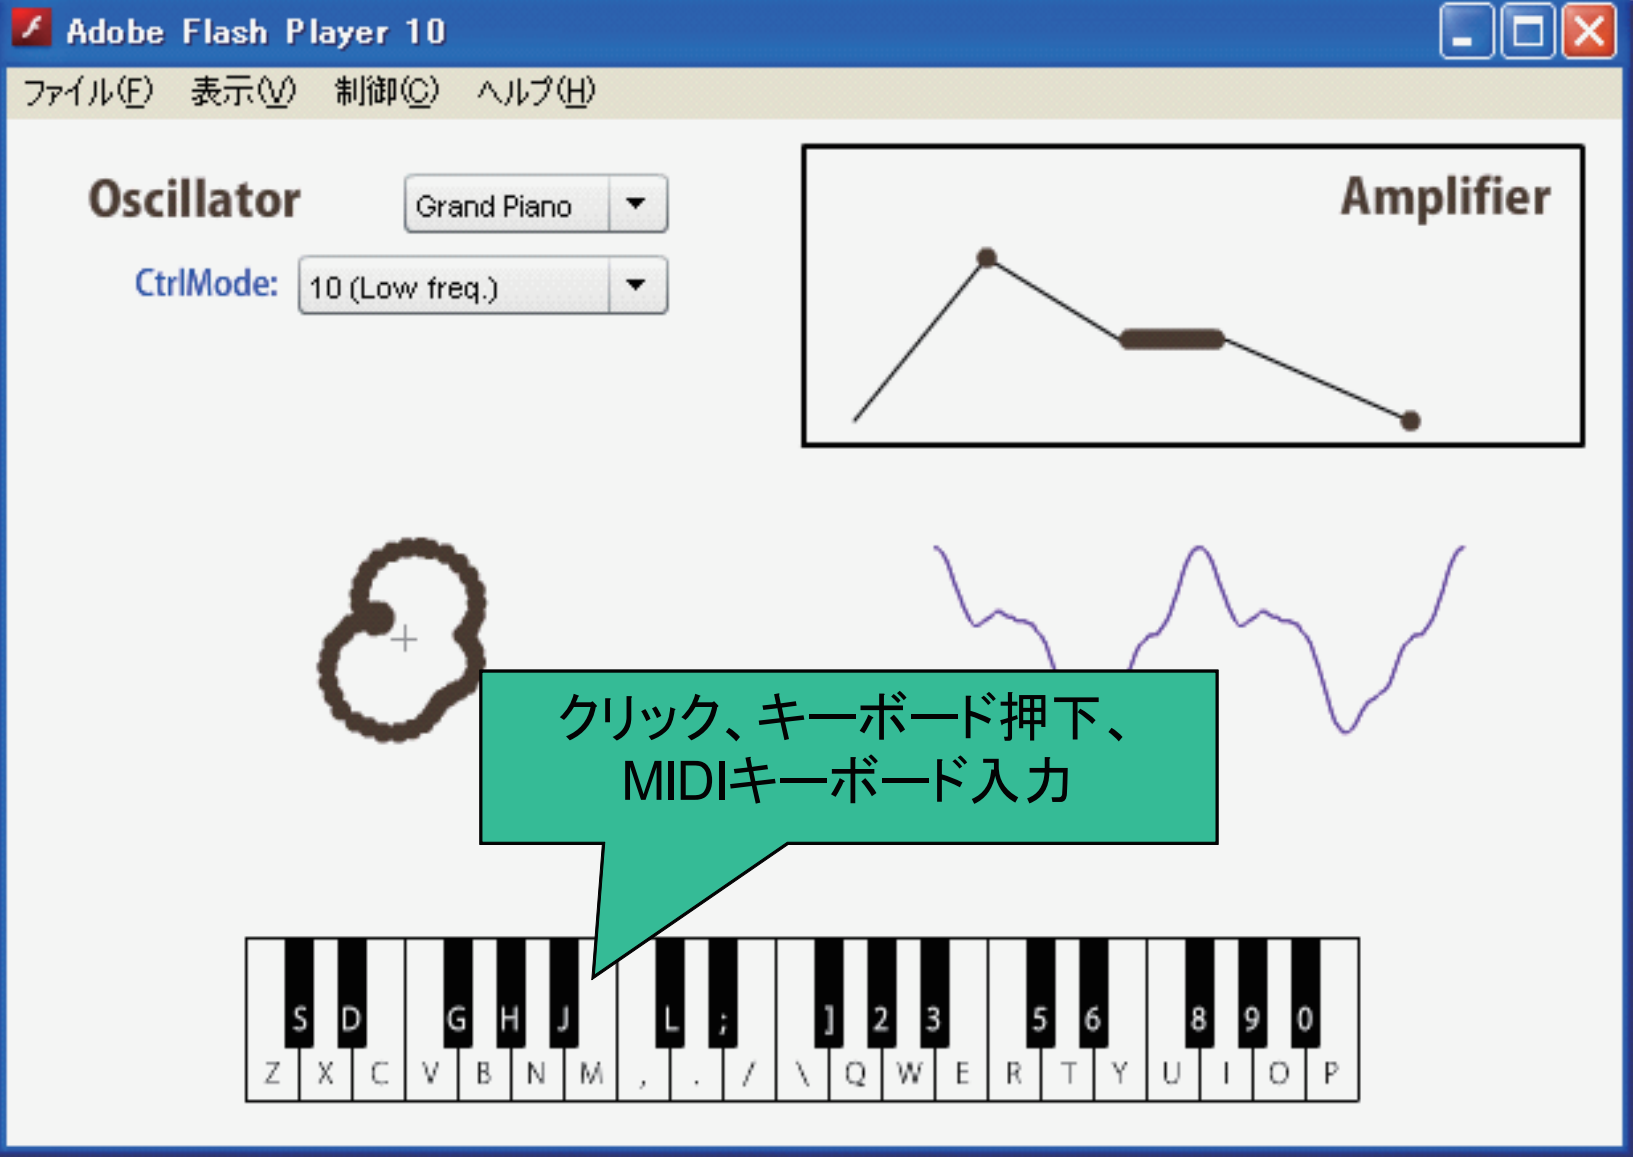 Adobe Flash Player 10
ファイル(F) 表示(V) 制御(C) ヘルプ(H)
Oscillator
Grand Piano
CtrlMode:
10 (Low freq.)
Amplifier
クリック、キーボード押下、
MIDIキーボード入力
S D G H J L ; ] 2 3 5 6 8 9 0
Z X C V B N M , . / \ Q W E R T Y U I O P